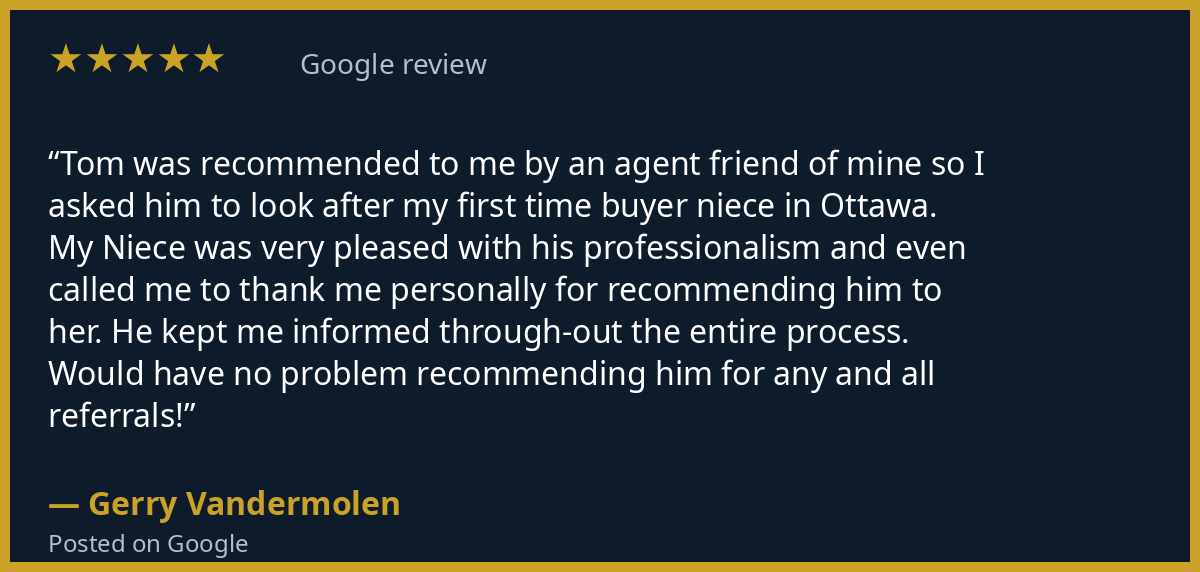 ★★★★★ Google review
“Tom was recommended to me by an agent friend of mine so I
asked him to look after my first time buyer niece in Ottawa.
My Niece was very pleased with his professionalism and even
called me to thank me personally for recommending him to
her. He kept me informed through-out the entire process.
Would have no problem recommending him for any and all
referrals!”
— Gerry Vandermolen
Posted on Google